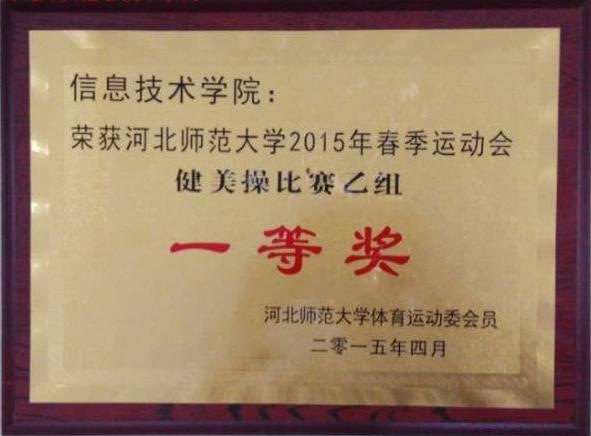 信息技术学院：
荣获河北师范大学2015年春季运动会
健美操比赛乙组
一等奖
河北师范大学体育运动委会员
二零一五年四月